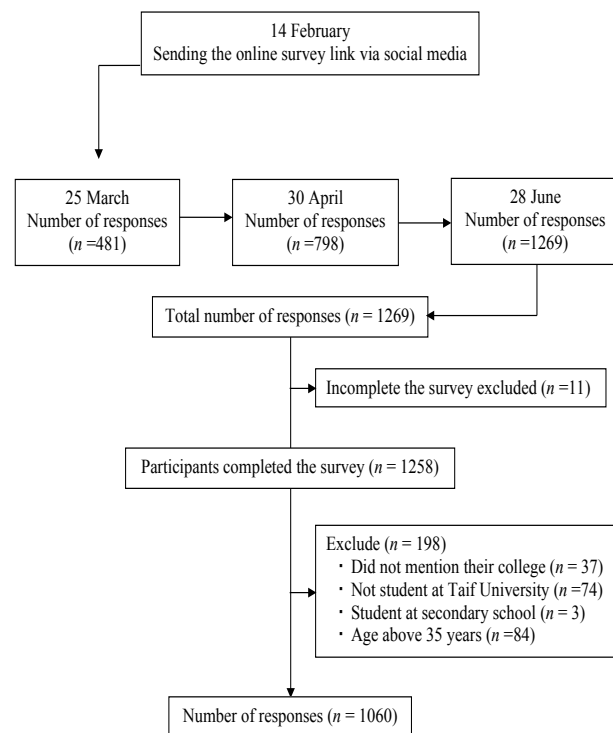 14 February
Sending the online survey link via social media
25 March
Number of responses
(n =481)
30 April
Number of responses
(n =798)
28 June
Number of responses
(n =1269)
Total number of responses (n = 1269)
Incomplete the survey excluded (n =11)
Participants completed the survey (n = 1258)
Exclude (n = 198)
· Did not mention their college (n = 37)
· Not student at Taif University (n =74)
· Student at secondary school (n = 3)
· Age above 35 years (n =84)
Number of responses (n = 1060)